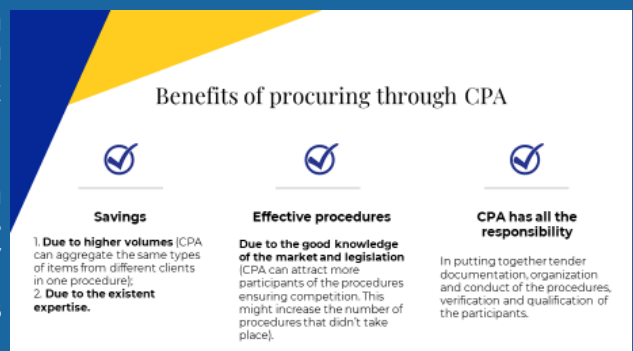 Benefits of procuring through CPA
Savings
1. Due to higher volumes (CPA
can aggregate the same types
of items from different clients
in one procedure);
2. Due to the existent
expertise.
Effective procedures
Due to the good knowledge
of the market and legislation
(CPA can attract more
participants of the procedures
ensuring competition. This
might increase the number of
procedures that didn't take
place).
CPA has all the
responsibility
In putting together tender
documentation, organization
and conduct of the procedures,
verification and qualification of
the participants.